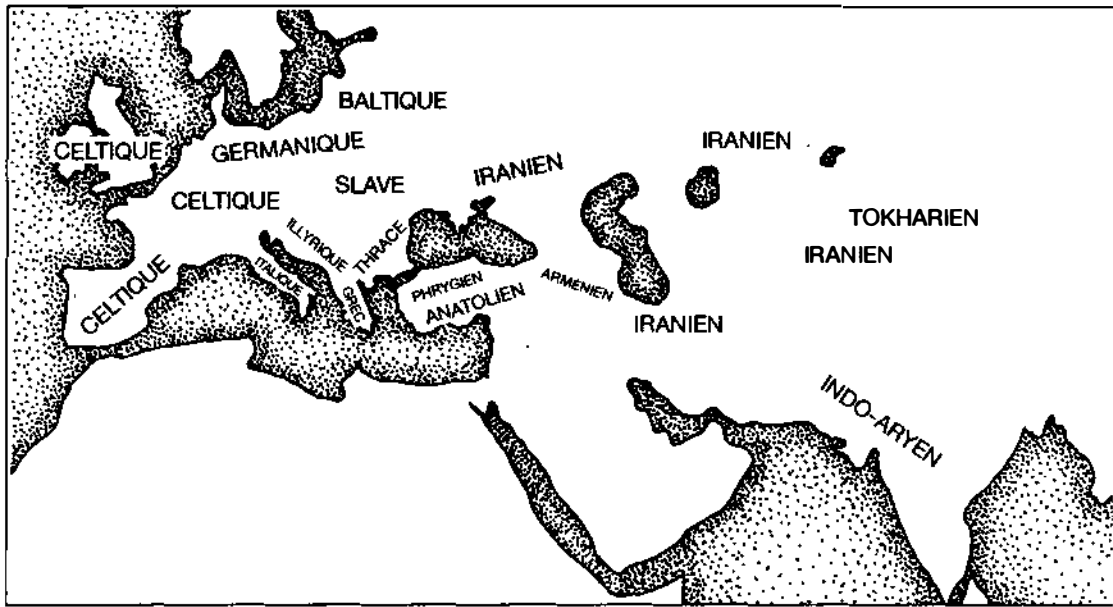 BALTIQUE
CELTIQUE
GERMANIQUE
IRANIEN
CELTIQUE
SLAVE
IRANIEN
TOKHARIEN
IRANIEN
ILLYRIQUE
THRACE
ITALIQUE
GREC
CELTIQUE
PHRYGIEN
ANATOLIEN
ARMÉNIEN
IRANIEN
INDO-ARYEN